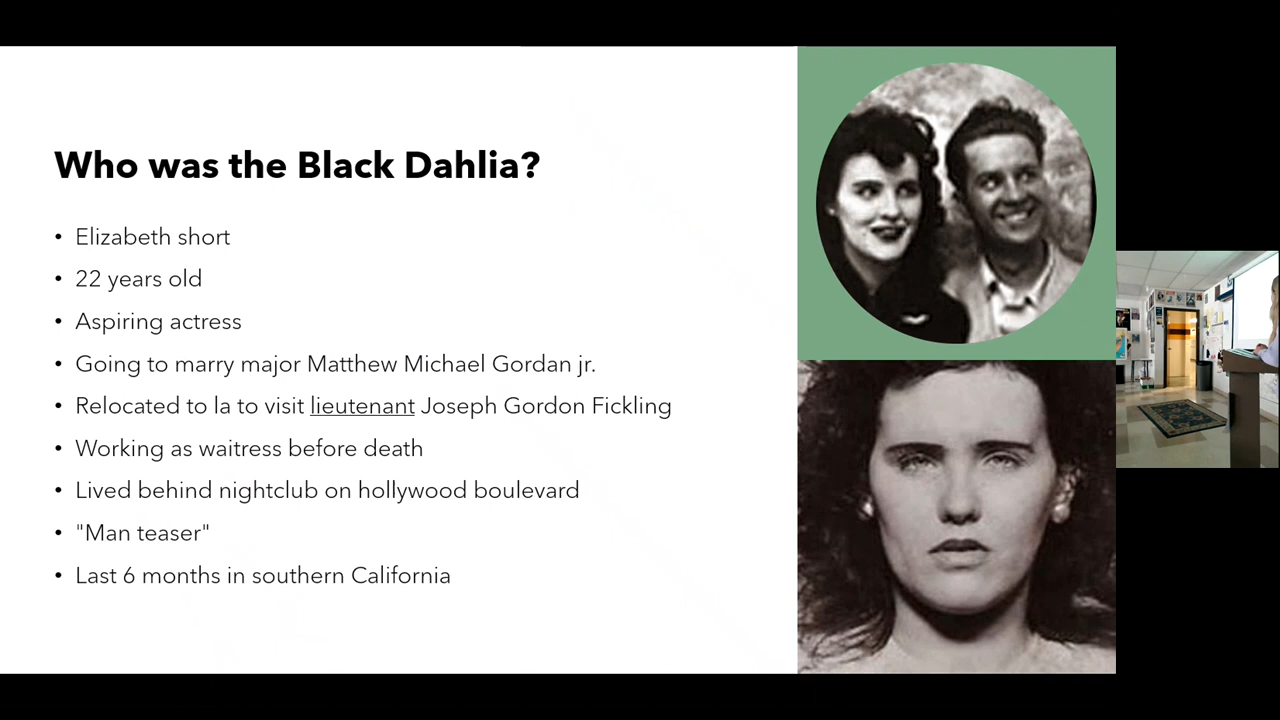 Who was the Black Dahlia?
• Elizabeth short
• 22 years old
• Aspiring actress
• Going to marry major Matthew Michael Gordan jr.
• Relocated to la to visit lieutenant Joseph Gordon Fickling
• Working as waitress before death
• Lived behind nightclub on hollywood boulevard
• "Man teaser"
• Last 6 months in southern California